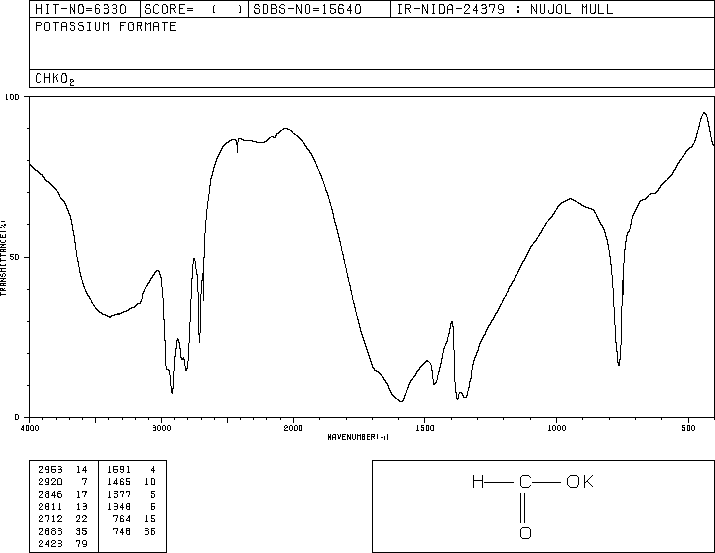 HIT-NO=6330 SCORE= ( ) SDBS-NO=15640 IR-NIDA-24379 : NUJOL MULL
POTASSIUM FORMATE
CHKO2
100
50
0
TRANSMITTANCE(%)
4000 3000 2000 1500 1000 500
WAVENUMBER(-1)
2953 14 1591 4
2920 7 1465 10
2846 17 1377 5
2811 13 1348 6
2712 22 764 15
2683 35 748 36
2423 79
H C OK
O